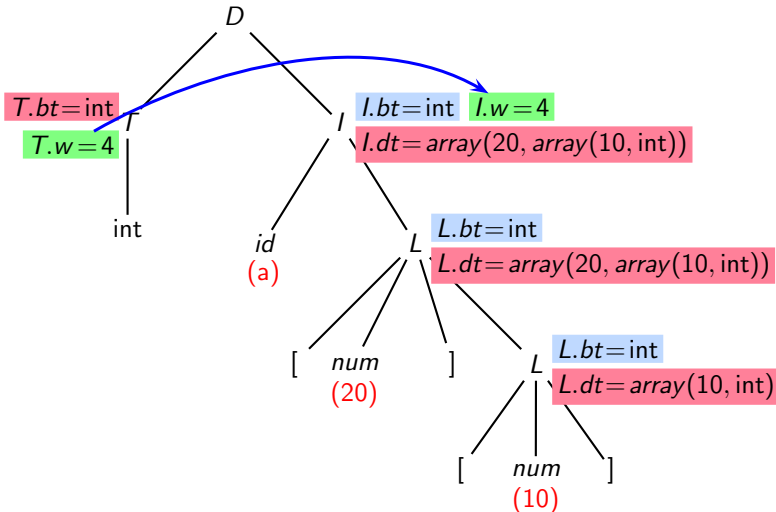 D
T.bt=int
T
I
I.bt=int
I.w=4
T.w=4
I.dt=array(20, array(10, int))
int
id
(a)
L
L.bt=int
L.dt=array(20, array(10, int))
[
num
]
(20)
L
L.bt=int
L.dt=array(10, int)
[
num
]
(10)